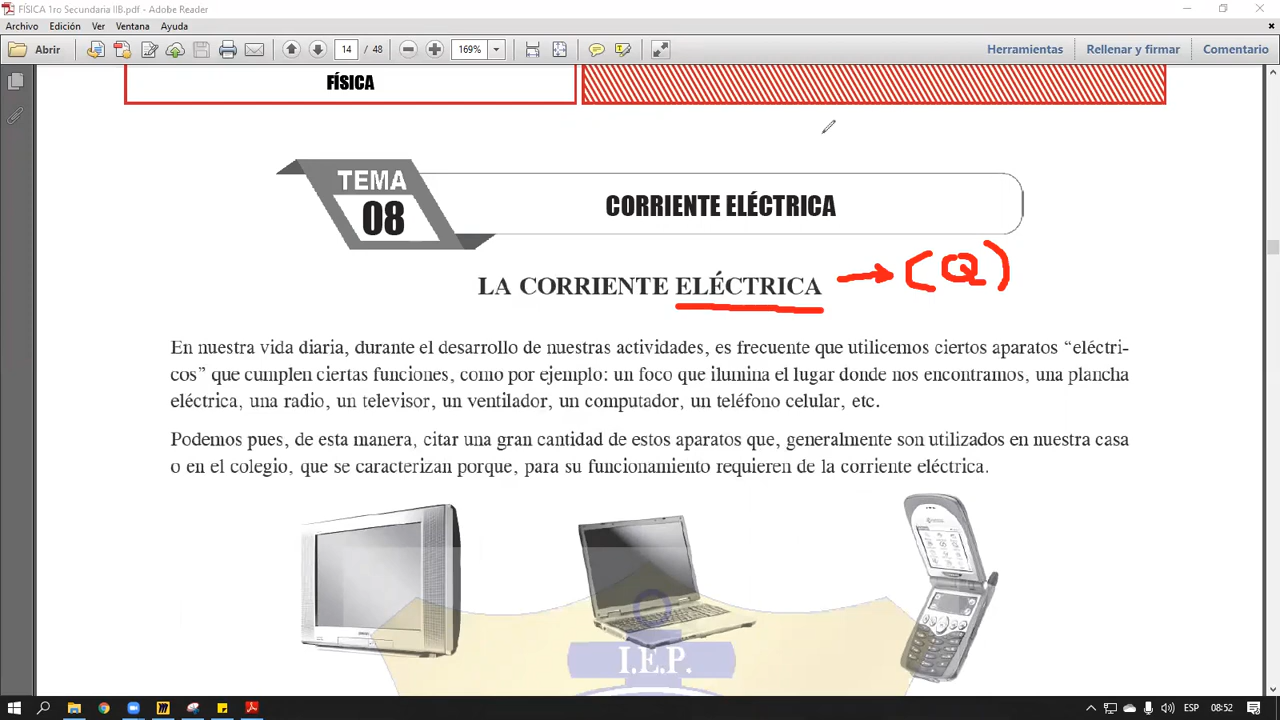 FÍSICA 1ro Secundaria IIB.pdf - Adobe Reader
Archivo Edición Ver Ventana Ayuda
Abrir 14 / 48 169% Herramientas Rellenar y firmar Comentario
FÍSICA
TEMA
08
CORRIENTE ELÉCTRICA
LA CORRIENTE ELÉCTRICA → (Q)
En nuestra vida diaria, durante el desarrollo de nuestras actividades, es frecuente que utilicemos ciertos aparatos “eléctri-
cos” que cumplen ciertas funciones, como por ejemplo: un foco que ilumina el lugar donde nos encontramos, una plancha
eléctrica, una radio, un televisor, un ventilador, un computador, un teléfono celular, etc.
Podemos pues, de esta manera, citar una gran cantidad de estos aparatos que, generalmente son utilizados en nuestra casa
o en el colegio, que se caracterizan porque, para su funcionamiento requieren de la corriente eléctrica.
I.E.P.
ESP 08:52